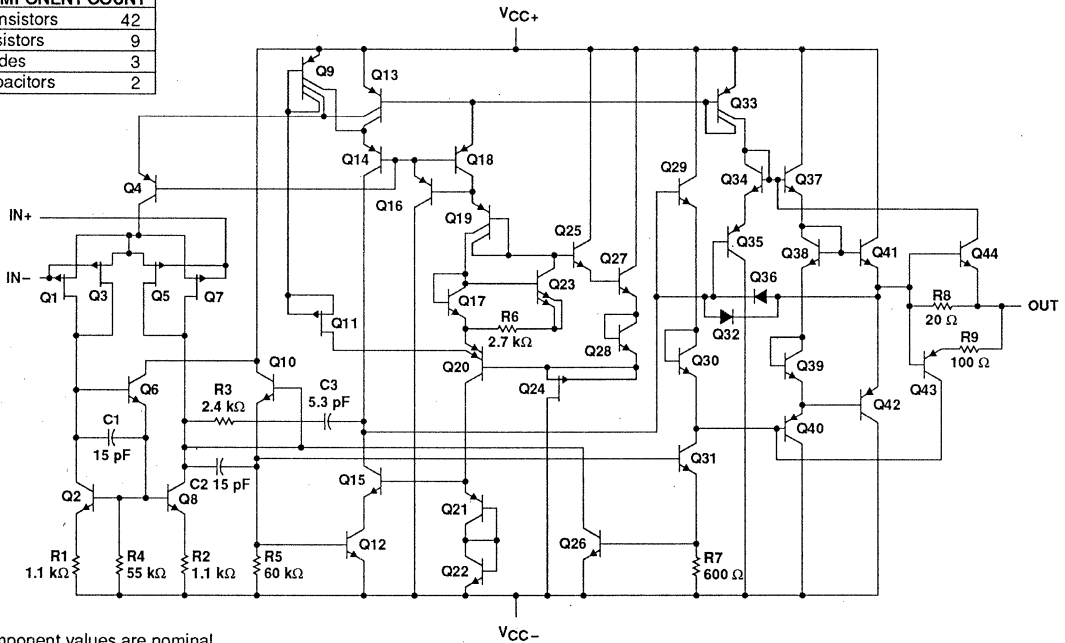 MPONENT COUNT
nsistors 42
sistors 9
des 3
pacitors 2
VCC+
Q9
Q13
Q33
Q14
Q18
Q29
Q34
Q37
Q4
Q16
Q19
IN+
Q25
Q35
Q38
Q41
Q44
Q27
IN−
Q23
Q36
Q1
Q3
Q5
Q7
Q17
R8
20 Ω
OUT
Q11
R6
2.7 kΩ
Q32
Q28
R9
100 Ω
Q10
Q20
Q30
Q39
Q43
Q6
R3
2.4 kΩ
C3
5.3 pF
Q24
Q42
C1
15 pF
Q40
Q31
Q2
Q8
C2 15 pF
Q15
Q21
Q12
Q26
R1
1.1 kΩ
R4
55 kΩ
R2
1.1 kΩ
R5
60 kΩ
Q22
R7
600 Ω
VCC−
mponent values are nominal